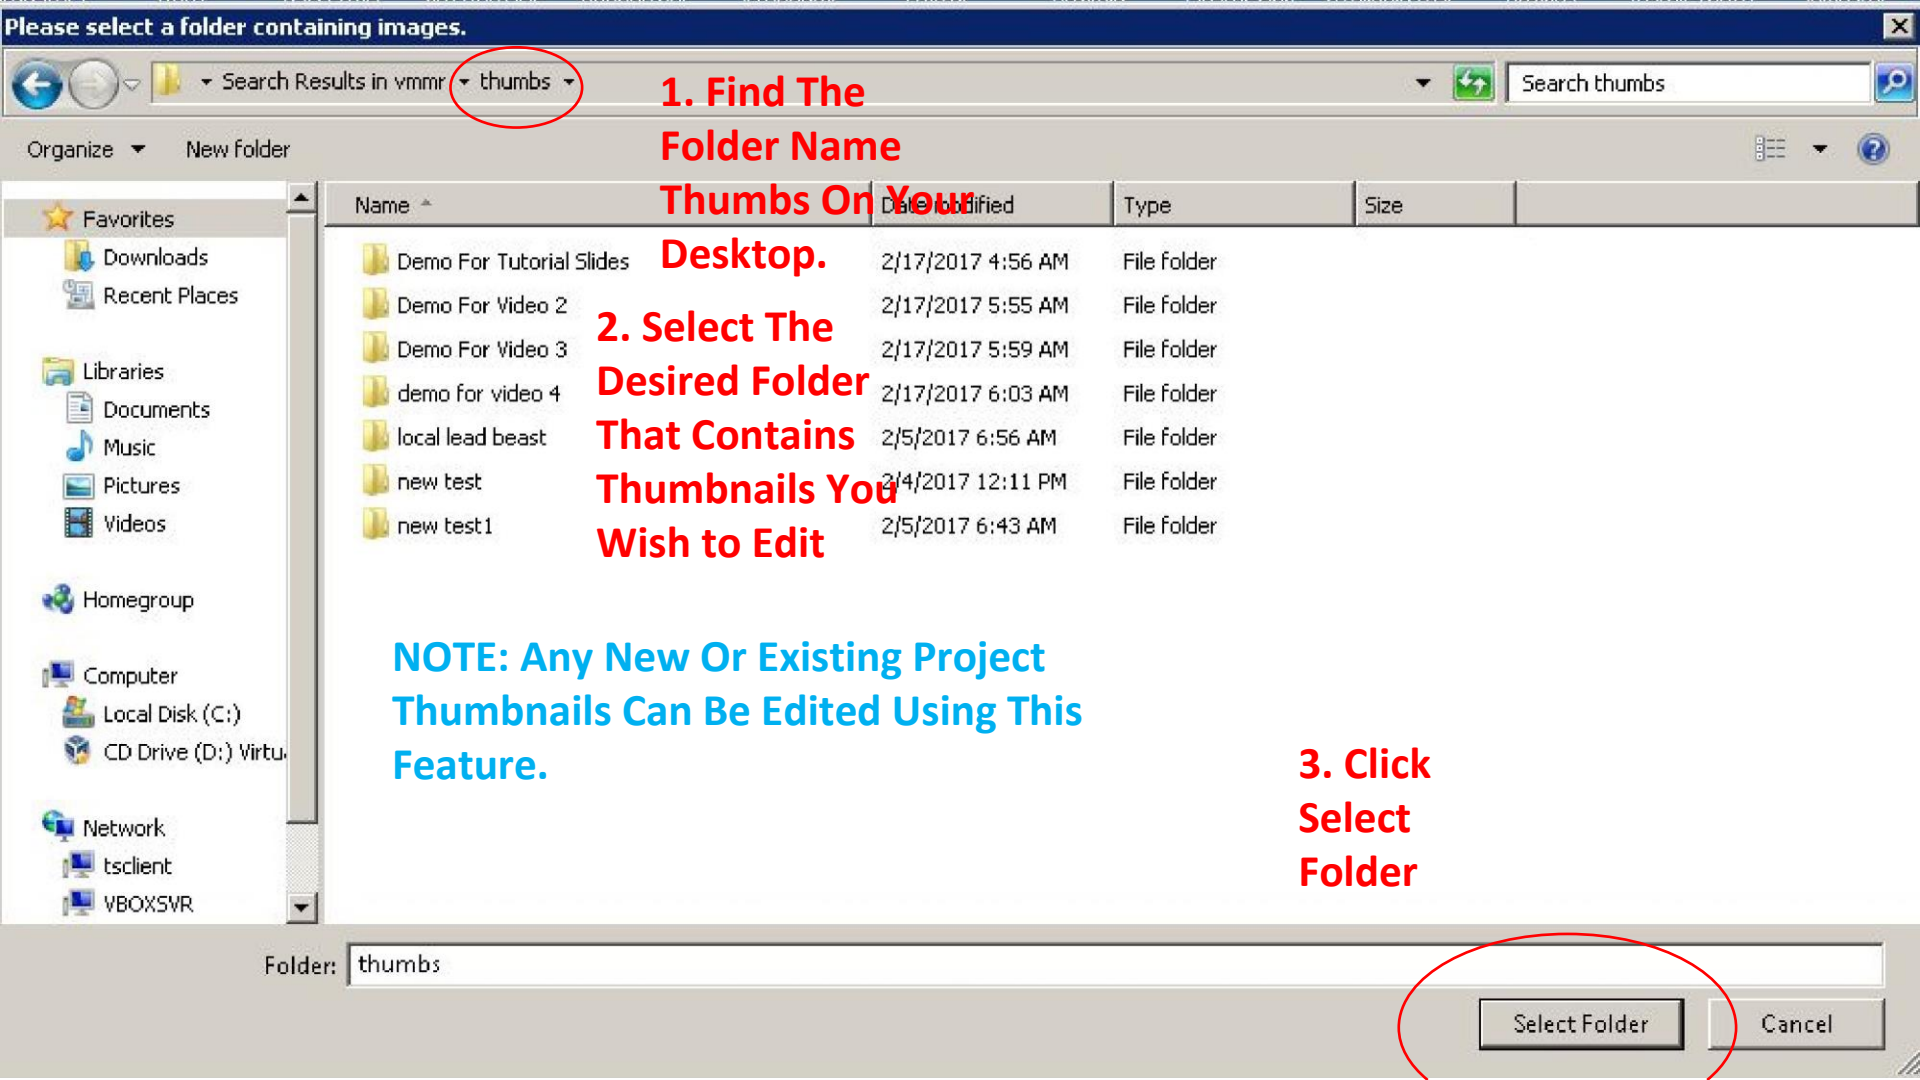 Please select a folder containing images.
Search Results in vmmr thumbs
Search thumbs
1. Find The
Folder Name
Thumbs On Your
Desktop.
Organize
New folder
Name
Date modified
Type
Size
Favorites
Downloads
Recent Places
Libraries
Documents
Music
Pictures
Videos
Homegroup
Computer
Local Disk (C:)
CD Drive (D:) Virtu
Network
tsclient
VBOXSVR
Demo For Tutorial Slides 2/17/2017 4:56 AM File folder
Demo For Video 2 2/17/2017 5:55 AM File folder
Demo For Video 3 2/17/2017 5:59 AM File folder
demo for video 4 2/17/2017 6:03 AM File folder
local lead beast 2/5/2017 6:56 AM File folder
new test 2/4/2017 12:11 PM File folder
new test1 2/5/2017 6:43 AM File folder
2. Select The
Desired Folder
That Contains
Thumbnails You
Wish to Edit
NOTE: Any New Or Existing Project
Thumbnails Can Be Edited Using This
Feature.
3. Click
Select
Folder
Folder: thumbs
Select Folder
Cancel